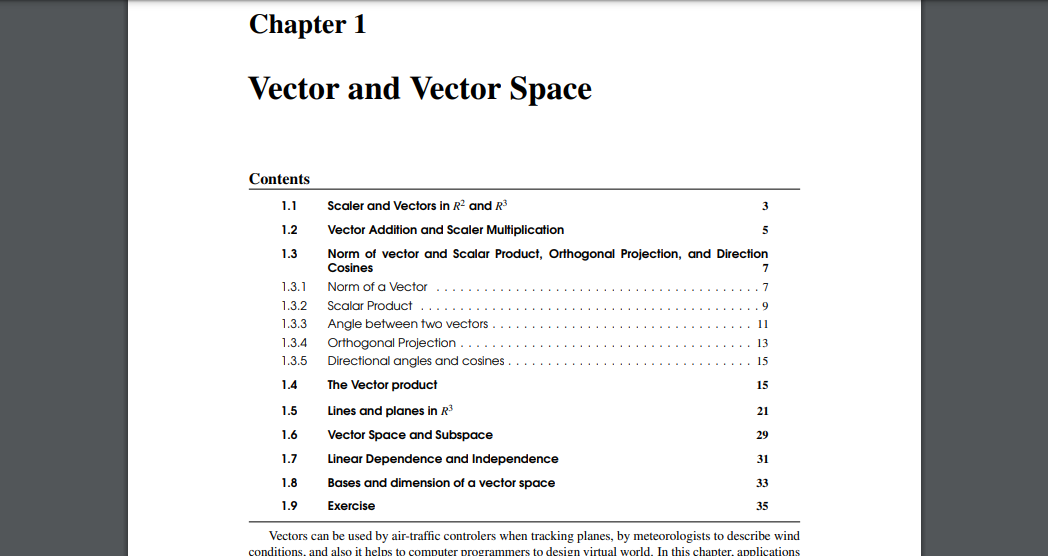 Chapter 1
Vector and Vector Space
Contents
1.1 Scaler and Vectors in R² and R³ 3
1.2 Vector Addition and Scaler Multiplication 5
1.3 Norm of vector and Scalar Product, Orthogonal Projection, and Direction
Cosines 7
1.3.1 Norm of a Vector . . . . . . . . . . . . . . . . . . . . . . . . . . . . . . . . . . . . . . . . 7
1.3.2 Scalar Product . . . . . . . . . . . . . . . . . . . . . . . . . . . . . . . . . . . . . . . . . . 9
1.3.3 Angle between two vectors . . . . . . . . . . . . . . . . . . . . . . . . . . . . . . . . 11
1.3.4 Orthogonal Projection . . . . . . . . . . . . . . . . . . . . . . . . . . . . . . . . . . . . 13
1.3.5 Directional angles and cosines . . . . . . . . . . . . . . . . . . . . . . . . . . . . . . 15
1.4 The Vector product 15
1.5 Lines and planes in R³ 21
1.6 Vector Space and Subspace 29
1.7 Linear Dependence and Independence 31
1.8 Bases and dimension of a vector space 33
1.9 Exercise 35
Vectors can be used by air-traffic controlers when tracking planes, by meteorologists to describe wind
conditions, and also it helps to computer programmers to design virtual world. In this chapter, applications